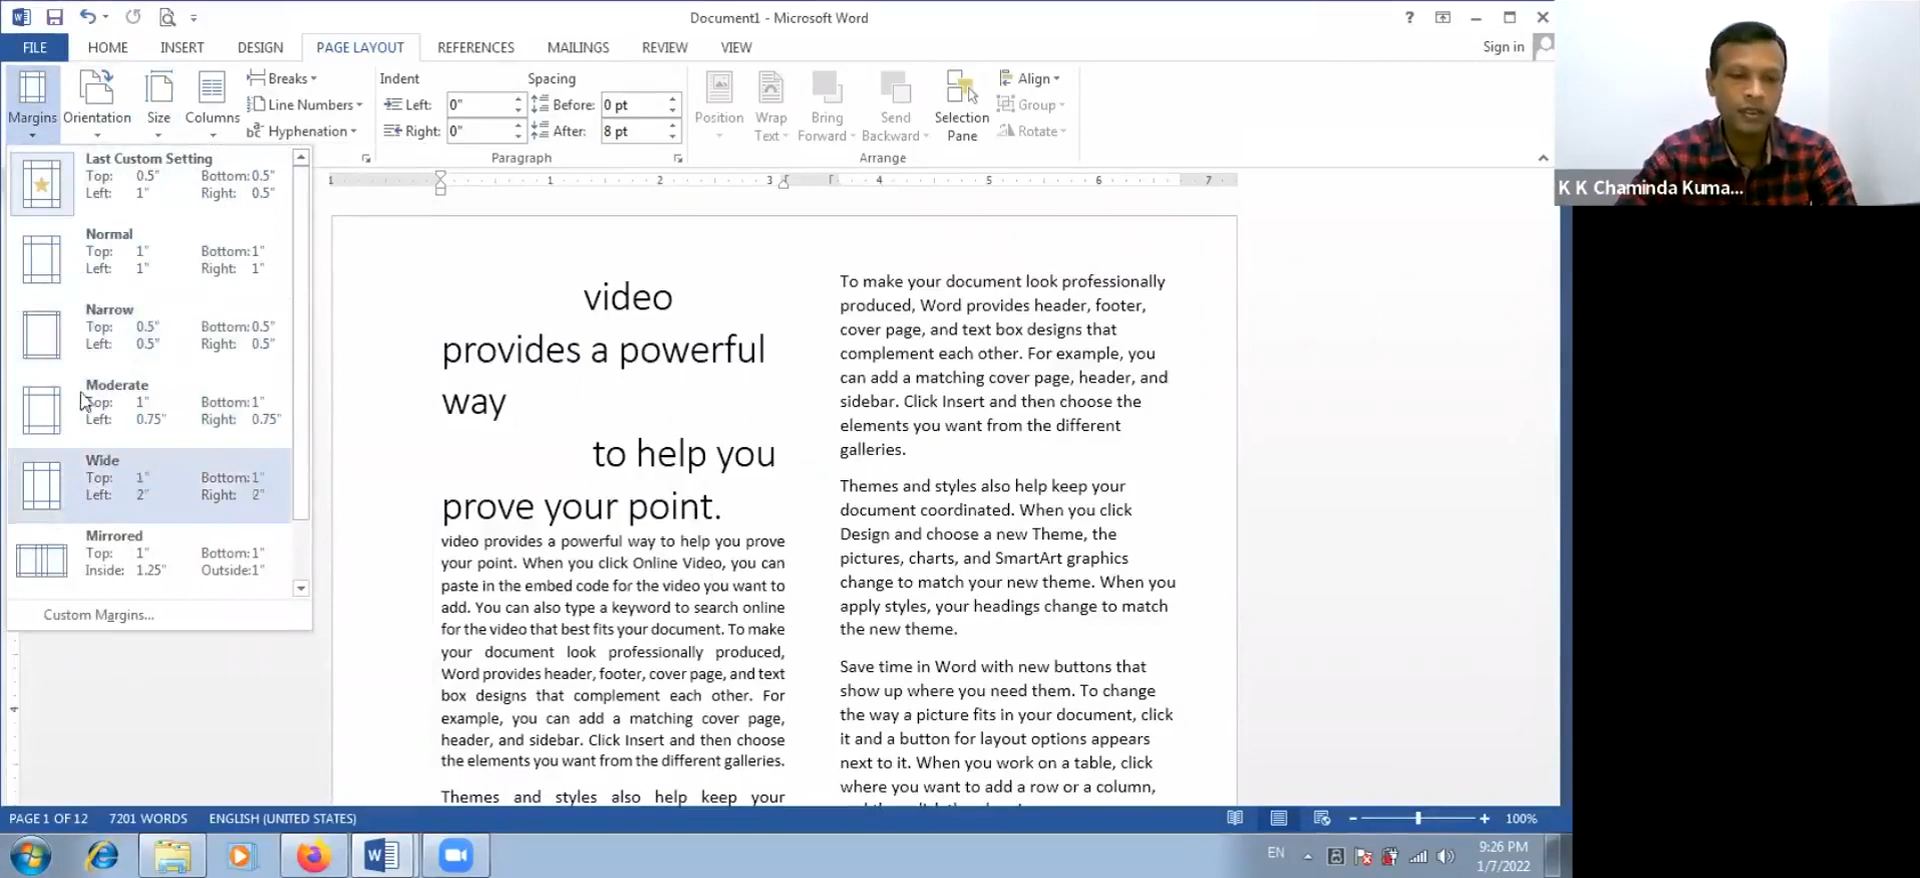 Document1 - Microsoft Word
?
FILE HOME INSERT DESIGN PAGE LAYOUT REFERENCES MAILINGS REVIEW VIEW
Sign in
Margins
Orientation
Size
Columns
Breaks
Line Numbers
Hyphenation
Indent
Left: 0"
Right: 0"
Spacing
Before: 0 pt
After: 8 pt
Paragraph
Position
Wrap
Text
Bring
Forward
Send
Backward
Selection
Pane
Align
Group
Rotate
Arrange
Last Custom Setting
Top: 0.5" Bottom: 0.5"
Left: 1" Right: 0.5"
Normal
Top: 1" Bottom: 1"
Left: 1" Right: 1"
Narrow
Top: 0.5" Bottom: 0.5"
Left: 0.5" Right: 0.5"
Moderate
Top: 1" Bottom: 1"
Left: 0.75" Right: 0.75"
Wide
Top: 1" Bottom: 1"
Left: 2" Right: 2"
Mirrored
Top: 1" Bottom: 1"
Inside: 1.25" Outside: 1"
Custom Margins...
1 1 2 3 4 5 6 7
video
provides a powerful
way
to help you
prove your point.
video provides a powerful way to help you prove
your point. When you click Online Video, you can
paste in the embed code for the video you want to
add. You can also type a keyword to search online
for the video that best fits your document. To make
your document look professionally produced,
Word provides header, footer, cover page, and text
box designs that complement each other. For
example, you can add a matching cover page,
header, and sidebar. Click Insert and then choose
the elements you want from the different galleries.
Themes and styles also help keep your
To make your document look professionally
produced, Word provides header, footer,
cover page, and text box designs that
complement each other. For example, you
can add a matching cover page, header, and
sidebar. Click Insert and then choose the
elements you want from the different
galleries.
Themes and styles also help keep your
document coordinated. When you click
Design and choose a new Theme, the
pictures, charts, and SmartArt graphics
change to match your new theme. When you
apply styles, your headings change to match
the new theme.
Save time in Word with new buttons that
show up where you need them. To change
the way a picture fits in your document, click
it and a button for layout options appears
next to it. When you work on a table, click
where you want to add a row or a column,
4
K K Chaminda Kuma...
PAGE 1 OF 12 7201 WORDS ENGLISH (UNITED STATES)
100%
EN
9:26 PM
1/7/2022